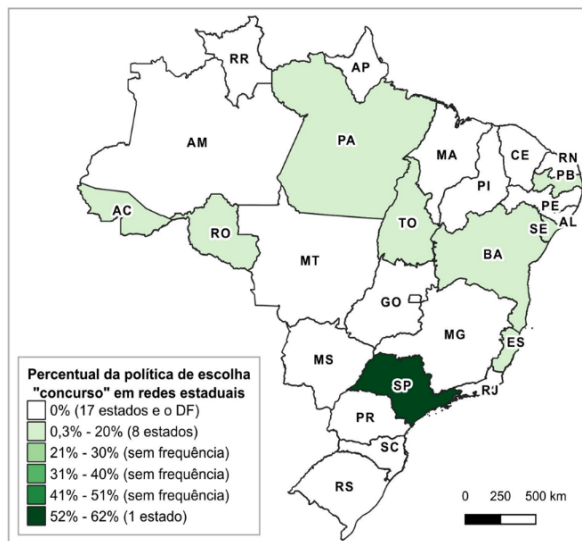 RR
AP
AM
PA
MA
CE
RN
PB
PI
PE
AL
SE
AC
RO
TO
BA
MT
GO
MG
ES
MS
SP
RJ
PR
SC
RS
Percentual da política de escolha
"concurso" em redes estaduais
0% (17 estados e o DF)
0,3% - 20% (8 estados)
21% - 30% (sem frequência)
31% - 40% (sem frequência)
41% - 51% (sem frequência)
52% - 62% (1 estado)
0 250 500 km